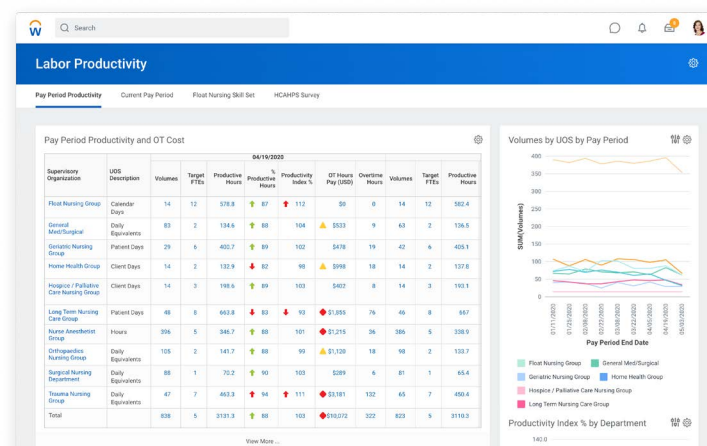 W
Search
Labor Productivity
Pay Period Productivity Current Pay Period Float Nursing Skill Set HCAHPS Survey
Pay Period Productivity and OT Cost
04/19/2020
Supervisory Organization UOS Description Volumes Target FTEs Productive Hours % Productive Hours Productivity Index % OT Hours Pay (USD) Overtime Hours Volumes Target FTEs Productive Hours
Float Nursing Group Calendar Days 14 12 578.8 87 112 $0 0 14 12 582.4
General Med/Surgical Daily Equivalents 83 2 134.6 88 104 $533 9 63 2 136.5
Geriatric Nursing Group Patient Days 29 6 400.7 89 102 $478 19 42 6 405.1
Home Health Group Client Days 14 2 132.9 82 98 $998 18 14 2 137.8
Hospice / Palliative Care Nursing Group Client Days 14 3 198.6 89 103 $402 8 14 3 193.1
Long Term Nursing Care Group Patient Days 48 8 663.8 83 93 $1,855 76 46 8 667
Nurse Anesthetist Group Hours 396 5 346.7 88 101 $1,215 36 386 5 338.9
Orthopaedics Nursing Group Daily Equivalents 105 2 141.7 88 99 $1,120 18 98 2 133.7
Surgical Nursing Department Daily Equivalents 88 1 70.2 90 103 $289 6 81 1 65.4
Trauma Nursing Group Daily Equivalents 47 7 463.3 94 111 $3,181 132 65 7 450.4
Total 838 5 3131.3 88 103 $10,072 322 823 5 3110.3
View More ...
Volumes by UOS by Pay Period
SUM(Volumes)
400
350
300
250
200
150
100
50
0
01/11/2020 01/25/2020 02/08/2020 02/22/2020 03/08/2020 03/22/2020 04/05/2020 04/19/2020 05/02/2020
Pay Period End Date
Float Nursing Group General Med/Surgical
Geriatric Nursing Group Home Health Group
Hospice / Palliative Care Nursing Group
Long Term Nursing Care Group
Productivity Index % by Department
140.0